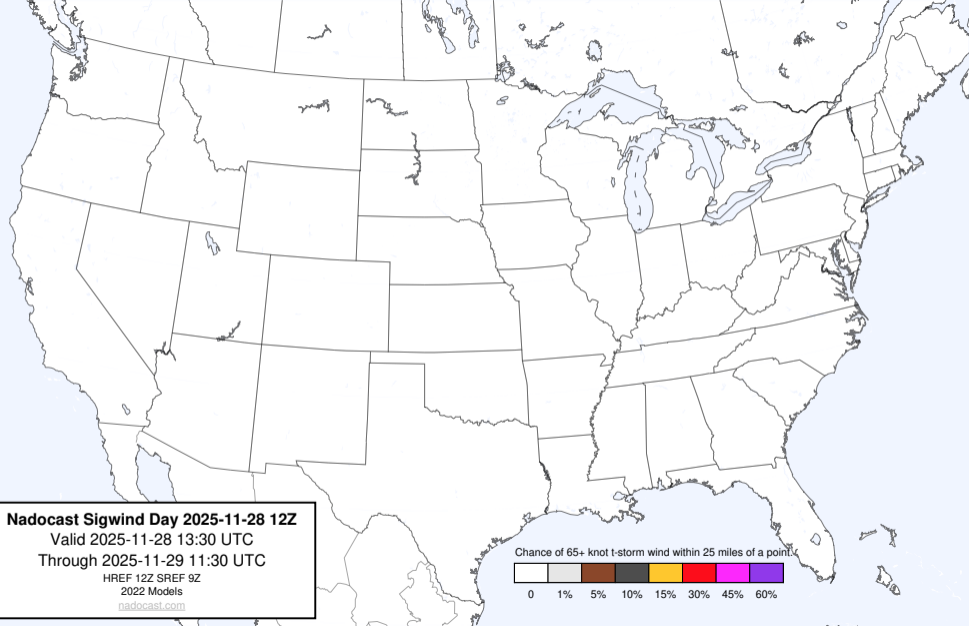 Nadocast Sigwind Day 2025-11-28 12Z
Valid 2025-11-28 13:30 UTC
Through 2025-11-29 11:30 UTC
HREF 12Z SREF 9Z
2022 Models
nadocast.com
Chance of 65+ knot t-storm wind within 25 miles of a point.
0 1% 5% 10% 15% 30% 45% 60%